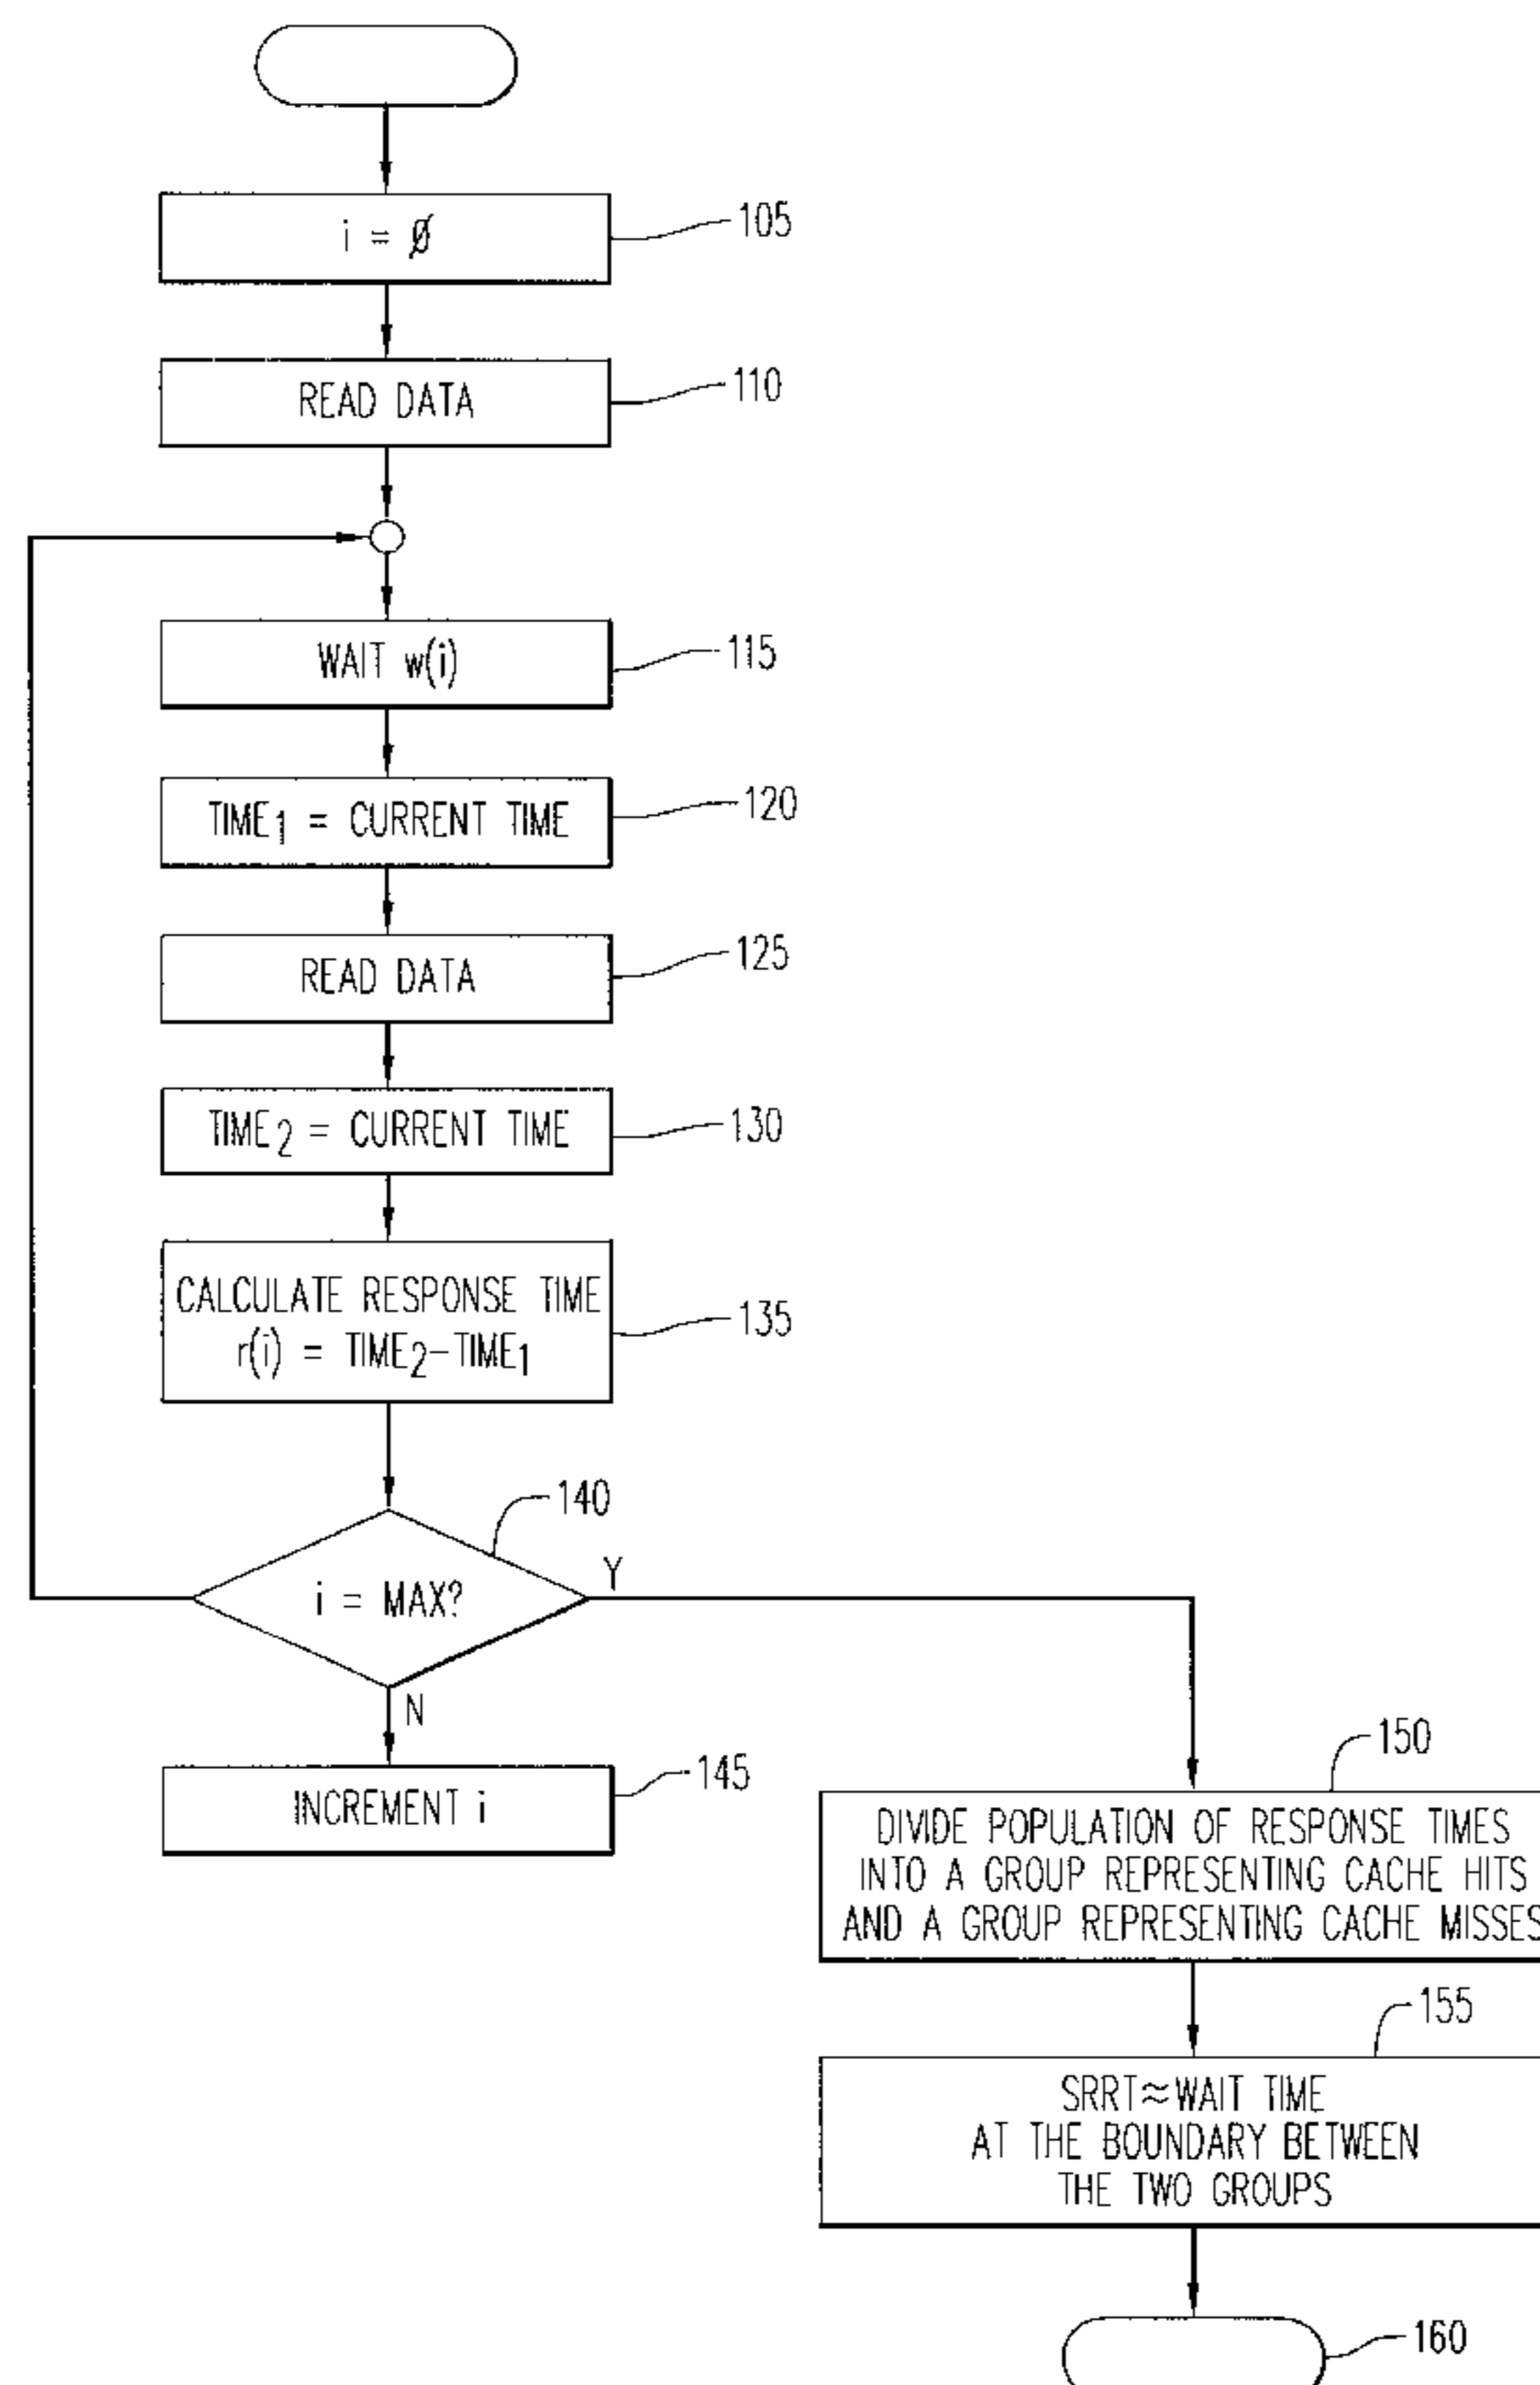 i = Ø
105
READ DATA
110
WAIT w(i)
115
TIME1 = CURRENT TIME
120
READ DATA
125
TIME2 = CURRENT TIME
130
CALCULATE RESPONSE TIME
r(i) = TIME2-TIME1
135
140
i = MAX?
Y
N
INCREMENT i
145
150
DIVIDE POPULATION OF RESPONSE TIMES
INTO A GROUP REPRESENTING CACHE HITS
AND A GROUP REPRESENTING CACHE MISSES
155
SRRT≈WAIT TIME
AT THE BOUNDARY BETWEEN
THE TWO GROUPS
160